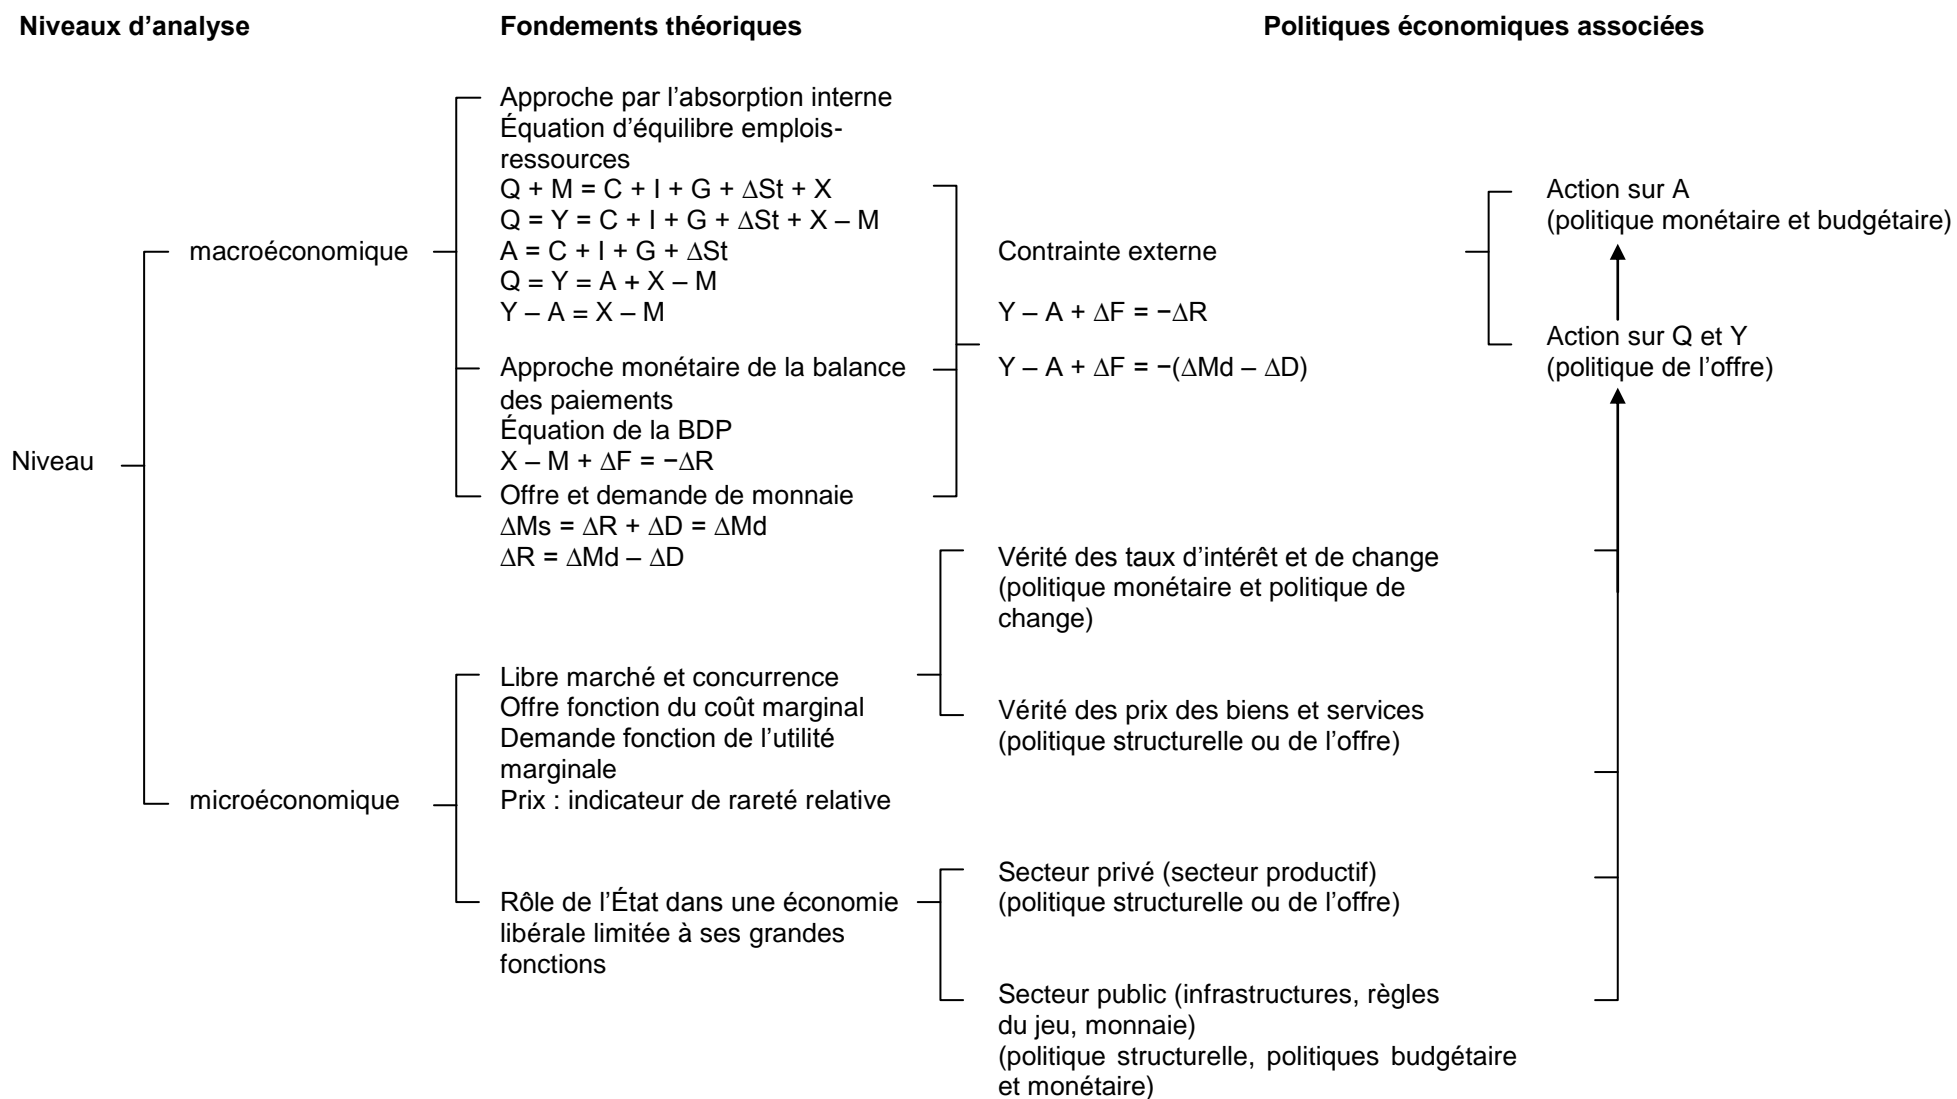 Niveaux d’analyse
Fondements théoriques
Politiques économiques associées
Niveau
macroéconomique
Approche par l’absorption interne
Équation d’équilibre emplois-
ressources
Q + M = C + I + G + ∆St + X
Q = Y = C + I + G + ∆St + X – M
A = C + I + G + ∆St
Q = Y = A + X – M
Y – A = X – M
Approche monétaire de la balance
des paiements
Équation de la BDP
X – M + ∆F = −∆R
Offre et demande de monnaie
∆Ms = ∆R + ∆D = ∆Md
∆R = ∆Md – ∆D
Contrainte externe
Y – A + ∆F = −∆R
Y – A + ∆F = −(∆Md – ∆D)
Action sur A
(politique monétaire et budgétaire)
Action sur Q et Y
(politique de l’offre)
microéconomique
Libre marché et concurrence
Offre fonction du coût marginal
Demande fonction de l’utilité
marginale
Prix : indicateur de rareté relative
Vérité des taux d’intérêt et de change
(politique monétaire et politique de
change)
Vérité des prix des biens et services
(politique structurelle ou de l’offre)
Rôle de l’État dans une économie
libérale limitée à ses grandes
fonctions
Secteur privé (secteur productif)
(politique structurelle ou de l’offre)
Secteur public (infrastructures, règles
du jeu, monnaie)
(politique structurelle, politiques budgétaire
et monétaire)